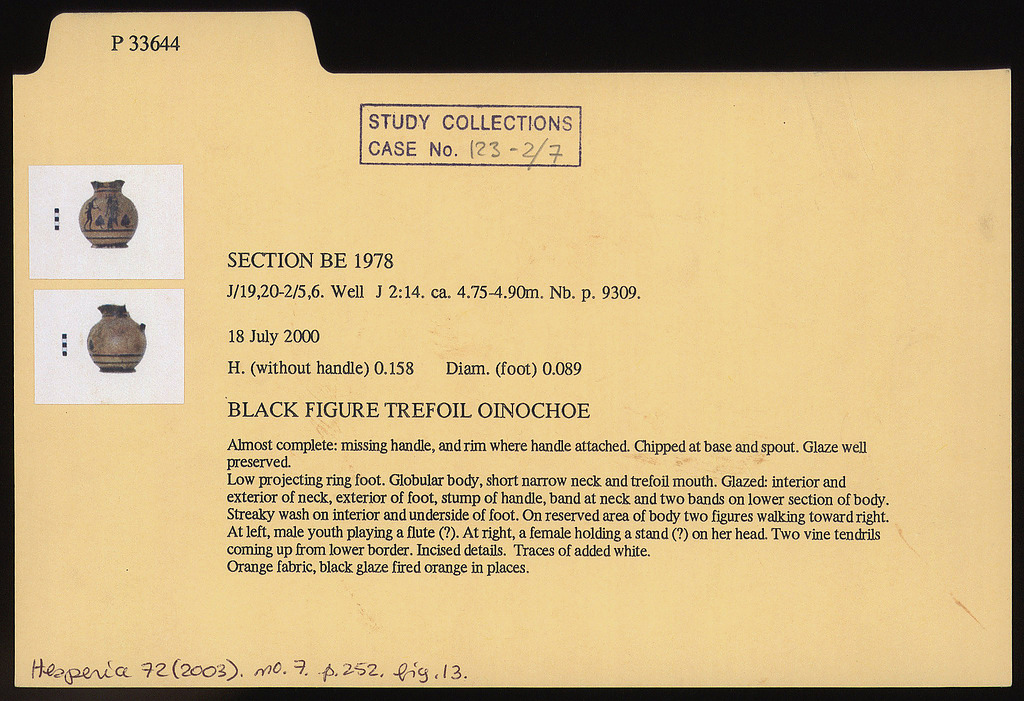 P 33644
STUDY COLLECTIONS
CASE No. 123-2/7
SECTION BE 1978
J/19,20-2/5,6. Well J 2:14. ca. 4.75-4.90m. Nb. p. 9309.
18 July 2000
H. (without handle) 0.158 Diam. (foot) 0.089
BLACK FIGURE TREFOIL OINOCHOE
Almost complete: missing handle, and rim where handle attached. Chipped at base and spout. Glaze well
preserved.
Low projecting ring foot. Globular body, short narrow neck and trefoil mouth. Glazed: interior and
exterior of neck, exterior of foot, stump of handle, band at neck and two bands on lower section of body.
Streaky wash on interior and underside of foot. On reserved area of body two figures walking toward right.
At left, male youth playing a flute (?). At right, a female holding a stand (?) on her head. Two vine tendrils
coming up from lower border. Incised details. Traces of added white.
Orange fabric, black glaze fired orange in places.
Hesperia 72 (2003). no. 7. p. 252. fig. 13.